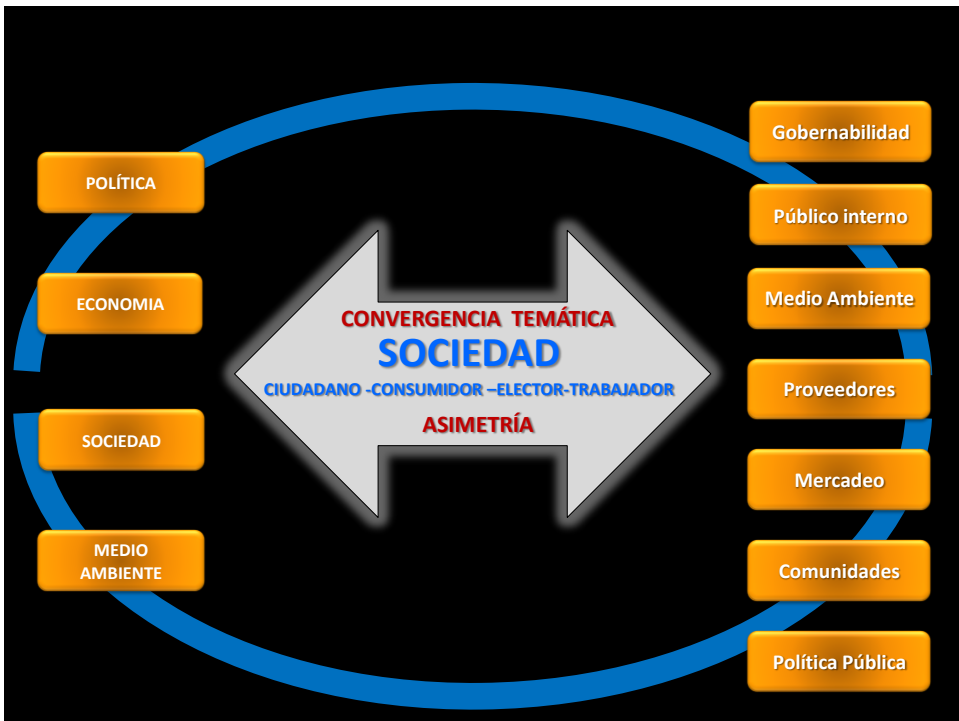 POLÍTICA
ECONOMIA
SOCIEDAD
MEDIO
AMBIENTE
CONVERGENCIA TEMÁTICA
SOCIEDAD
CIUDADANO -CONSUMIDOR –ELECTOR-TRABAJADOR
ASIMETRÍA
Gobernabilidad
Público interno
Medio Ambiente
Proveedores
Mercadeo
Comunidades
Política Pública